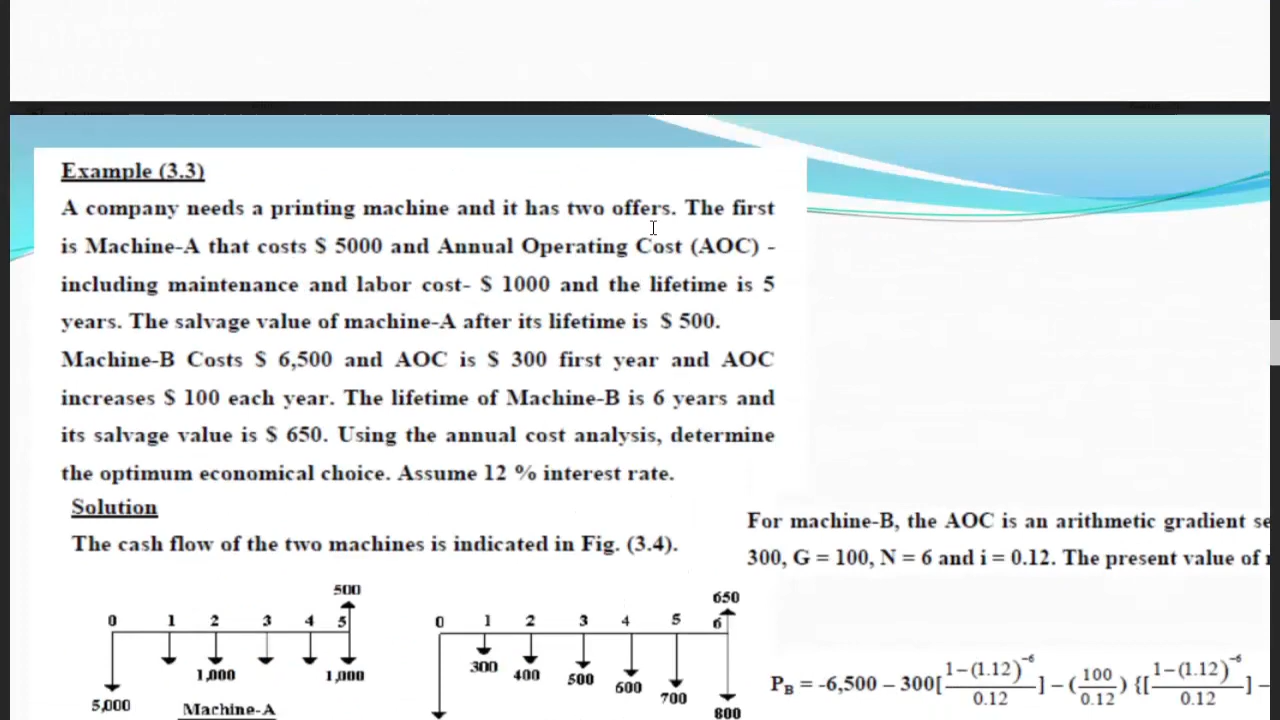 Example (3.3)
A company needs a printing machine and it has two offers. The first
is Machine-A that costs $ 5000 and Annual Operating Cost (AOC) -
including maintenance and labor cost- $ 1000 and the lifetime is 5
years. The salvage value of machine-A after its lifetime is $ 500.
Machine-B Costs $ 6,500 and AOC is $ 300 first year and AOC
increases $ 100 each year. The lifetime of Machine-B is 6 years and
its salvage value is $ 650. Using the annual cost analysis, determine
the optimum economical choice. Assume 12 % interest rate.
Solution
The cash flow of the two machines is indicated in Fig. (3.4).
500
0 1 2 3 4 5
1,000 1,000
5,000
Machine-A
650
0 1 2 3 4 5 6
300 400 500 600 700 800
For machine-B, the AOC is an arithmetic gradient se
300, G = 100, N = 6 and i = 0.12. The present value of
P_B = -6,500 – 300[(1–(1.12)^-6)/0.12] – (100/0.12) {[(1–(1.12)^-6)/0.12] –